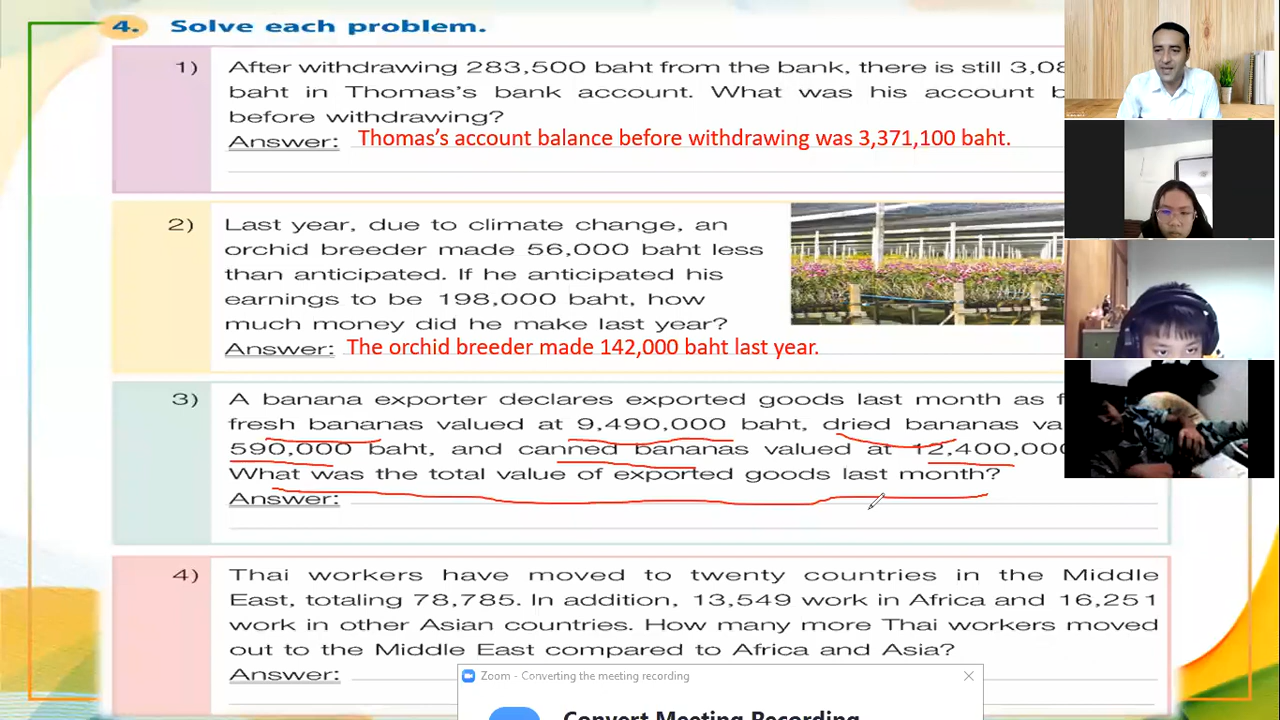 4. Solve each problem.
1) After withdrawing 283,500 baht from the bank, there is still 3,08
baht in Thomas's bank account. What was his account b
before withdrawing?
Answer: Thomas's account balance before withdrawing was 3,371,100 baht.
2) Last year, due to climate change, an
orchid breeder made 56,000 baht less
than anticipated. If he anticipated his
earnings to be 198,000 baht, how
much money did he make last year?
Answer: The orchid breeder made 142,000 baht last year.
3) A banana exporter declares exported goods last month as f
fresh bananas valued at 9,490,000 baht, dried bananas va
590,000 baht, and canned bananas valued at 12,400,000
What was the total value of exported goods last month?
Answer:
4) Thai workers have moved to twenty countries in the Middle
East, totaling 78,785. In addition, 13,549 work in Africa and 16,251
work in other Asian countries. How many more Thai workers moved
out to the Middle East compared to Africa and Asia?
Answer:
Zoom - Converting the meeting recording
Convert Meeting Recording